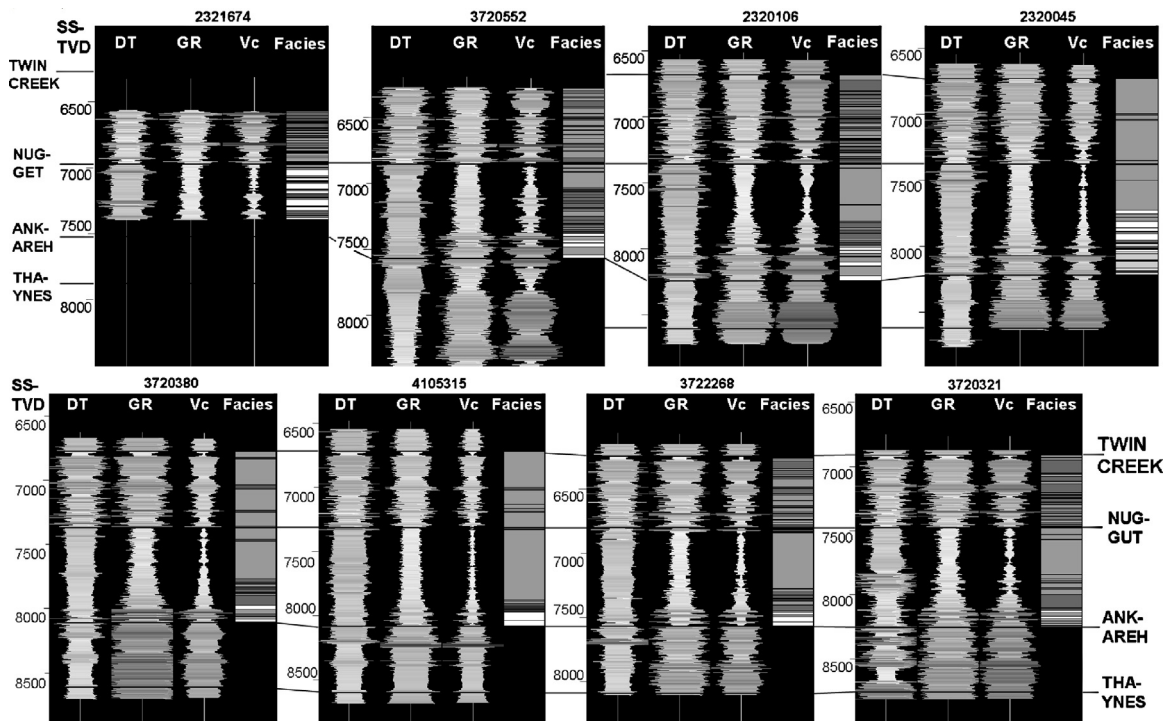 2321674 3720552 2320106 2320045
SS-
TVD
DT GR Vc Facies
DT GR Vc Facies
DT GR Vc Facies
DT GR Vc Facies
TWIN
CREEK
6500
NUG-
GET
7000
7500
ANK-
AREH
THA-
YNES
8000
6500
7000
7500
8000
6500
7000
7500
8000
6500
7000
7500
8000
3720380 4105315 3722268 3720321
SS-
TVD
DT GR Vc Facies
DT GR Vc Facies
DT GR Vc Facies
DT GR Vc Facies
6500
7000
7500
8000
8500
6500
7000
7500
8000
8500
6500
7000
7500
8000
6500
7000
7500
8000
8500
TWIN
CREEK
NUG-
GUT
ANK-
AREH
THA-
YNES